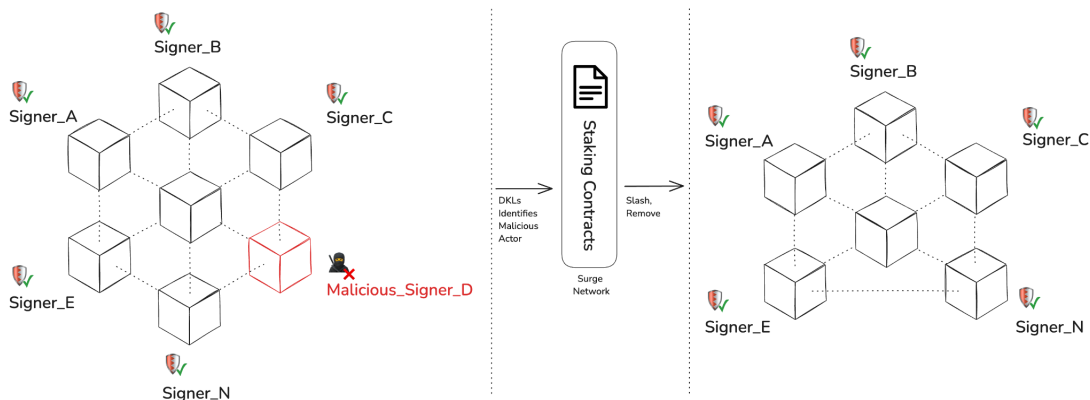 Signer_B
Signer_A
Signer_C
Signer_E
Malicious_Signer_D
Signer_N
DKLs
Identifies
Malicious
Actor
Staking Contracts
Surge
Network
Slash,
Remove
Signer_B
Signer_A
Signer_C
Signer_E
Signer_N